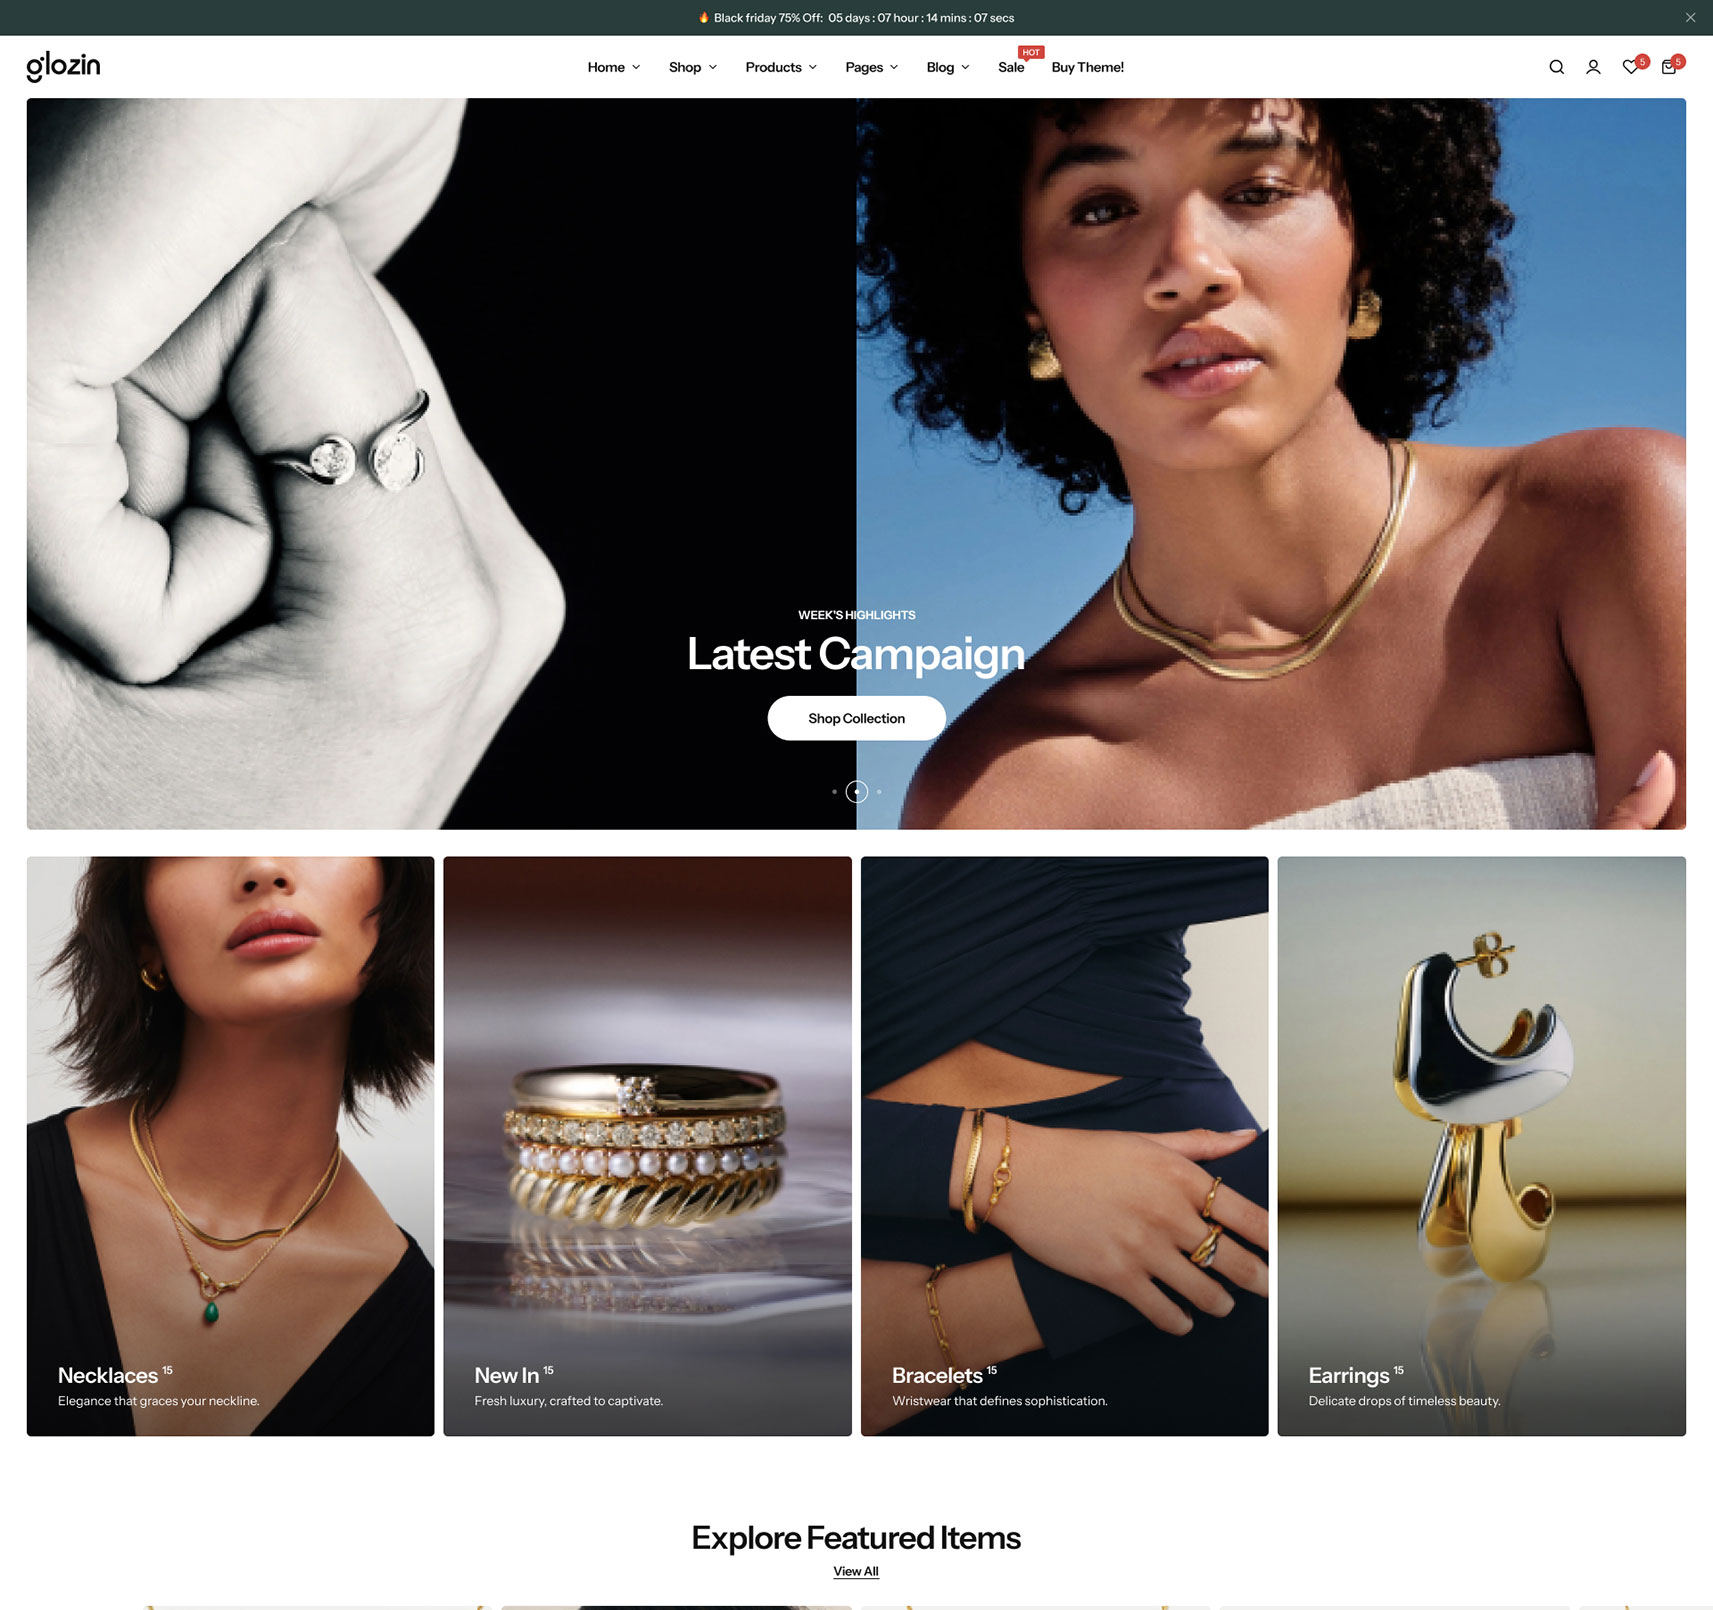 🔥 Black friday 75% Off: 05 days : 07 hour : 14 mins : 07 secs
glozin
Home Shop Products Pages Blog Sale HOT Buy Theme!
5 5
WEEK'S HIGHLIGHTS
Latest Campaign
Shop Collection
Necklaces 15
Elegance that graces your neckline.
New In 15
Fresh luxury, crafted to captivate.
Bracelets 15
Wristwear that defines sophistication.
Earrings 15
Delicate drops of timeless beauty.
Explore Featured Items
View All